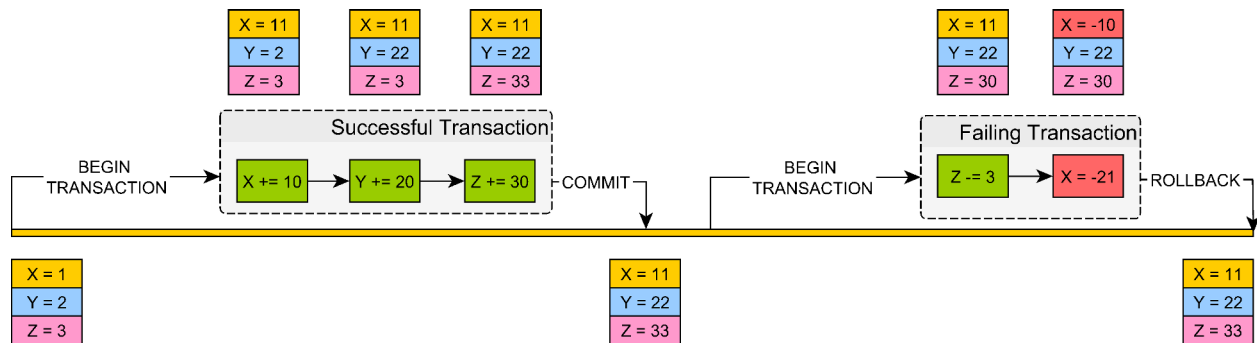 X = 11
Y = 2
Z = 3
X = 11
Y = 22
Z = 3
X = 11
Y = 22
Z = 33
X = 11
Y = 22
Z = 30
X = -10
Y = 22
Z = 30
BEGIN
TRANSACTION
Successful Transaction
X += 10
Y += 20
Z += 30
COMMIT
BEGIN
TRANSACTION
Failing Transaction
Z -= 3
X = -21
ROLLBACK
X = 1
Y = 2
Z = 3
X = 11
Y = 22
Z = 33
X = 11
Y = 22
Z = 33